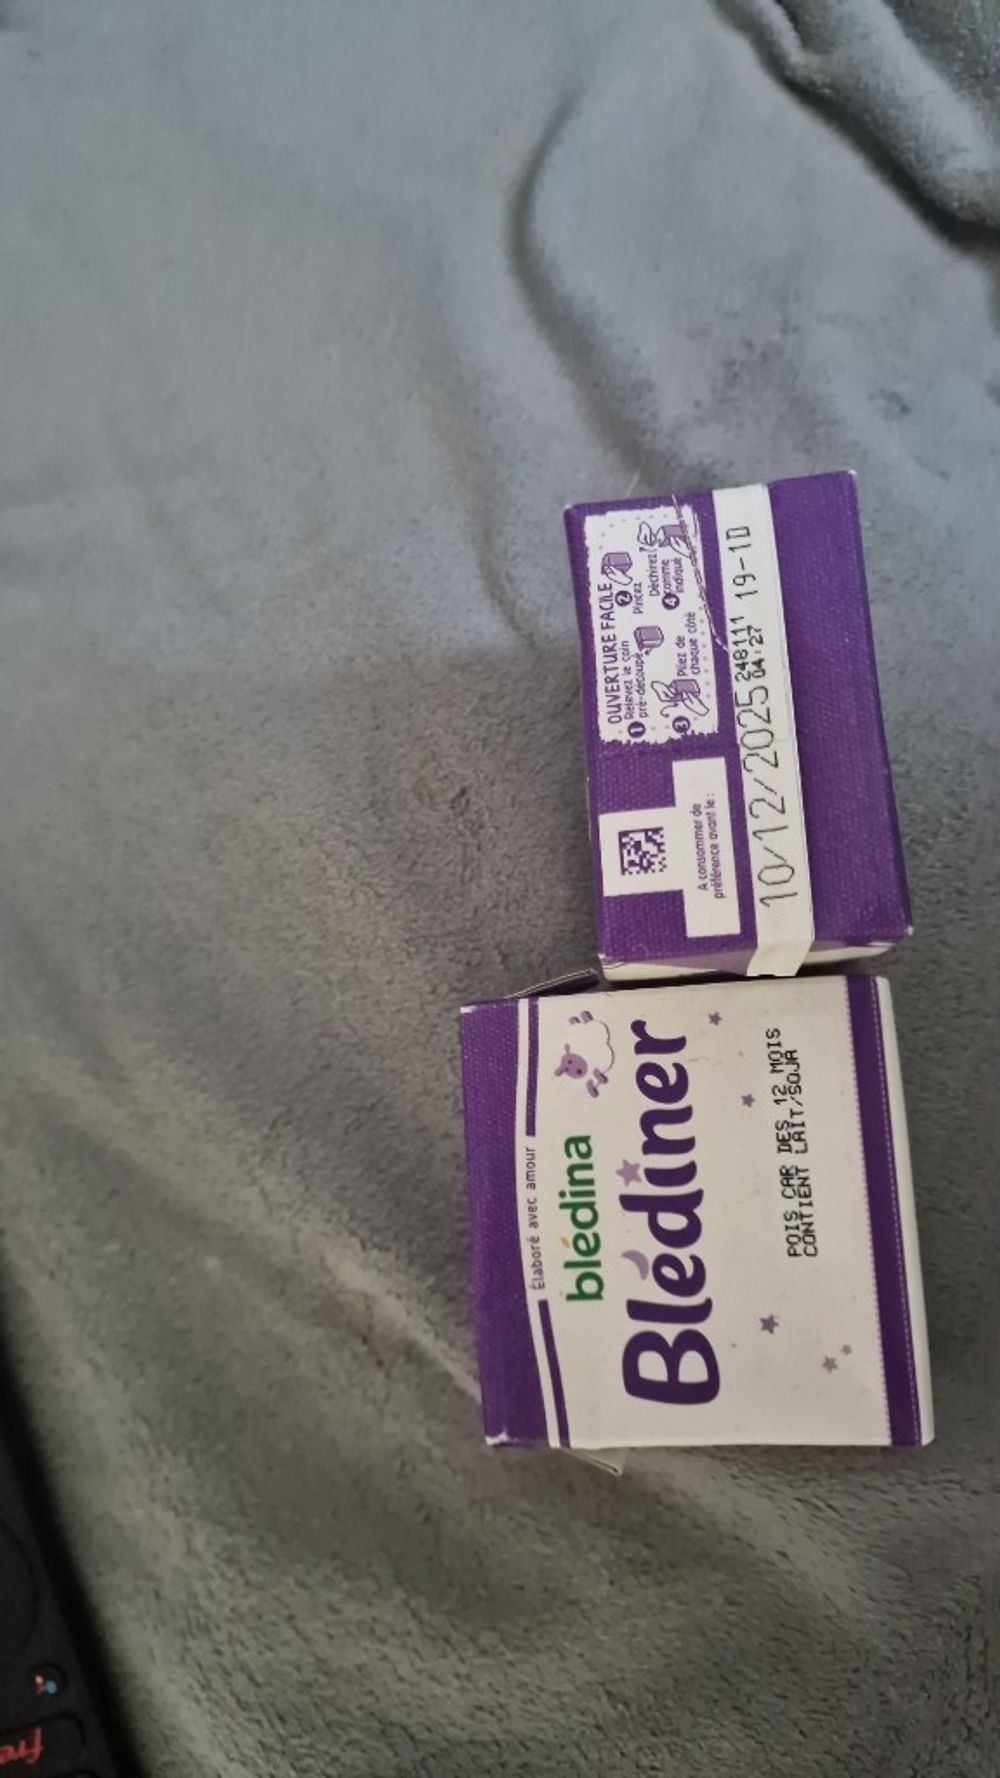 OUVERTURE FACILE
1 Relevez le coin
pré-découpé
2
Pincez
3 Pliez de
chaque côté
Déchirez
4 comme
indiqué
A consommer de
préférence avant le :
10/12/2025 248111 19-1D
04:27
Élaboré avec amour
blédina
Blédiner
POIS CAR DES 12 MOIS
CONTIENT LAIT/SOJA
fre